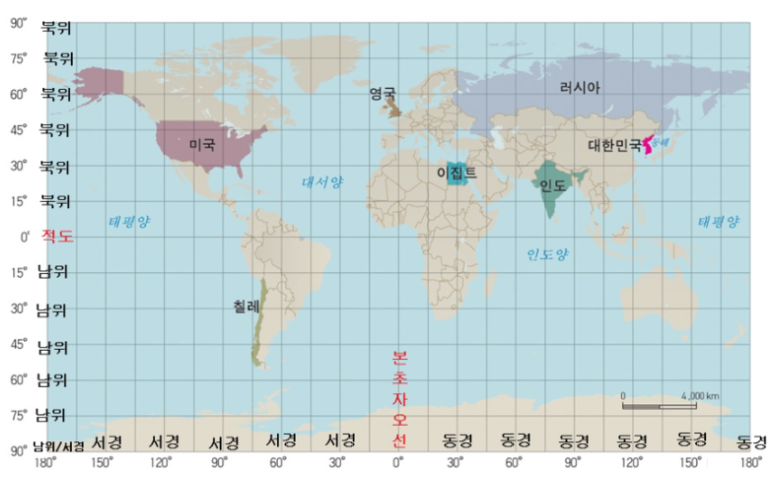 90° 북위
75° 북위
60° 북위
45° 북위
30° 북위
15° 북위
0° 적도
15° 남위
30° 남위
45° 남위
60° 남위
75° 남위
90° 남위/서경 서경 서경 서경 서경 서경 동경 동경 동경 동경 동경 동경
180° 150° 120° 90° 60° 30° 0° 30° 60° 90° 120° 150° 180°
영국
러시아
미국
대한민국
동해
이집트
인도
대서양
태평양
태평양
인도양
칠레
본
초
자
오
선
0 4,000 km